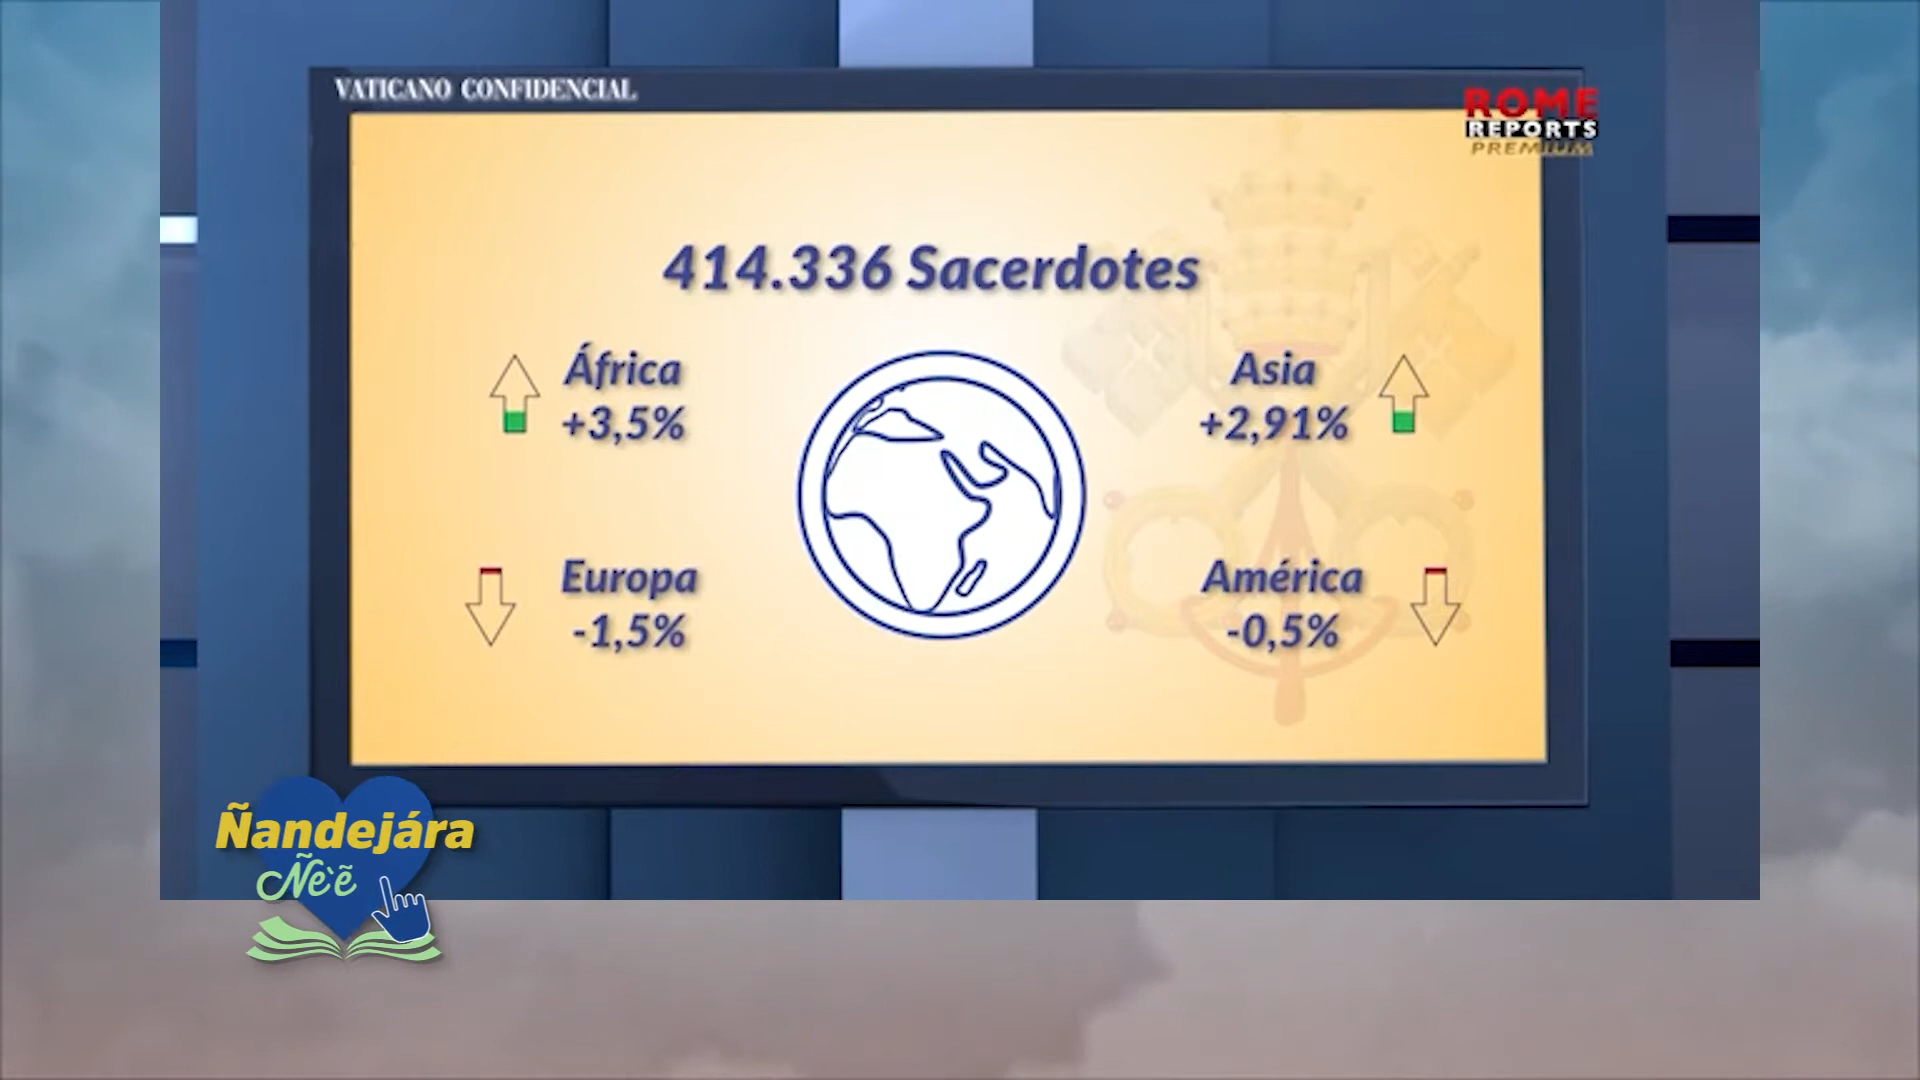 VATICANO CONFIDENCIAL
ROME
REPORTS
PREMIUM
414.336 Sacerdotes
África
+3,5%
Asia
+2,91%
Europa
-1,5%
América
-0,5%
Ñandejára
Ñe'ẽ